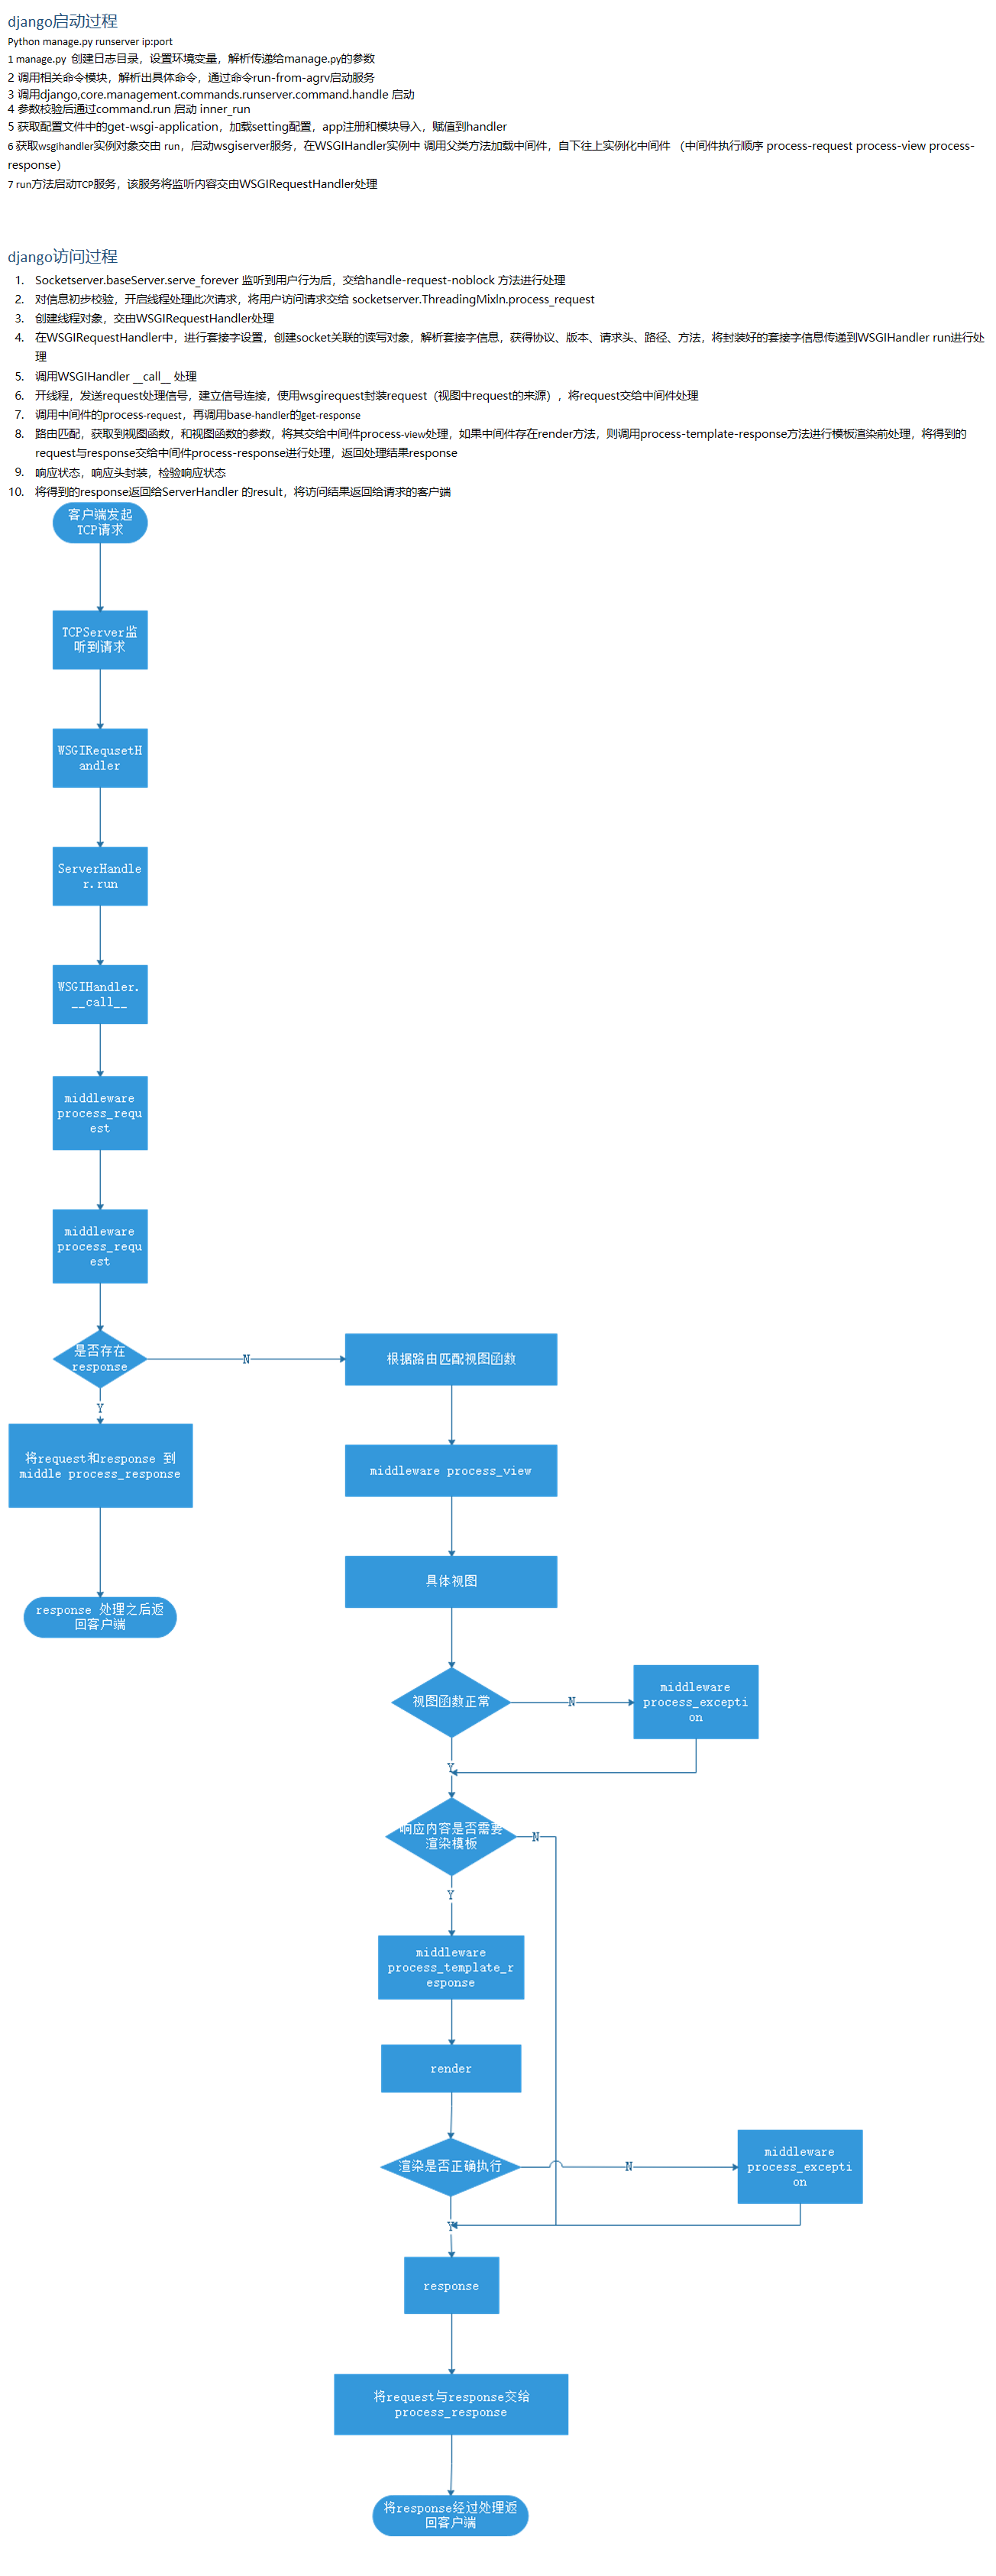 django启动过程
Python manage.py runserver ip:port
1 manage.py 创建日志目录，设置环境变量，解析传递给manage.py的参数
2 调用相关命令模块，解析出具体命令，通过命令run-from-agrv启动服务
3 调用django,core.management.commands.runserver.command.handle 启动
4 参数校验后通过command.run 启动 inner_run
5 获取配置文件中的get-wsgi-application，加载setting配置，app注册和模块导入，赋值到handler
6 获取wsgihandler实例对象交由 run，启动wsgiserver服务，在WSGIHandler实例中 调用父类方法加载中间件，自下往上实例化中间件 （中间件执行顺序 process-request process-view process-
response）
7 run方法启动TCP服务，该服务将监听内容交由WSGIRequestHandler处理
django访问过程
1. Socketserver.baseServer.serve_forever 监听到用户行为后，交给handle-request-noblock 方法进行处理
2. 对信息初步校验，开启线程处理此次请求，将用户访问请求交给 socketserver.ThreadingMixln.process_request
3. 创建线程对象，交由WSGIRequestHandler处理
4. 在WSGIRequestHandler中，进行套接字设置，创建socket关联的读写对象，解析套接字信息，获得协议、版本、请求头、路径、方法，将封装好的套接字信息传递到WSGIHandler run进行处
理
5. 调用WSGIHandler __call__ 处理
6. 开线程，发送request处理信号，建立信号连接，使用wsgirequest封装request（视图中request的来源），将request交给中间件处理
7. 调用中间件的process-request，再调用base-handler的get-response
8. 路由匹配，获取到视图函数，和视图函数的参数，将其交给中间件process-view处理，如果中间件存在render方法，则调用process-template-response方法进行模板渲染前处理，将得到的
request与response交给中间件process-response进行处理，返回处理结果response
9. 响应状态，响应头封装，检验响应状态
10. 将得到的response返回给ServerHandler 的result，将访问结果返回给请求的客户端
客户端发起
TCP请求
TCPServer监
听到请求
WSGIRequsetH
andler
ServerHandle
r.run
WSGIHandler.
__call__
middleware
process_requ
est
middleware
process_requ
est
是否存在
response
N
根据路由匹配视图函数
Y
将request和response 到
middle process_response
middleware process_view
具体视图
response 处理之后返
回客户端
视图函数正常
N
middleware
process_excepti
on
Y
响应内容是否需要
渲染模板
N
Y
middleware
process_template_r
esponse
render
渲染是否正确执行
N
middleware
process_excepti
on
Y
response
将request与response交给
process_response
将response经过处理返
回客户端